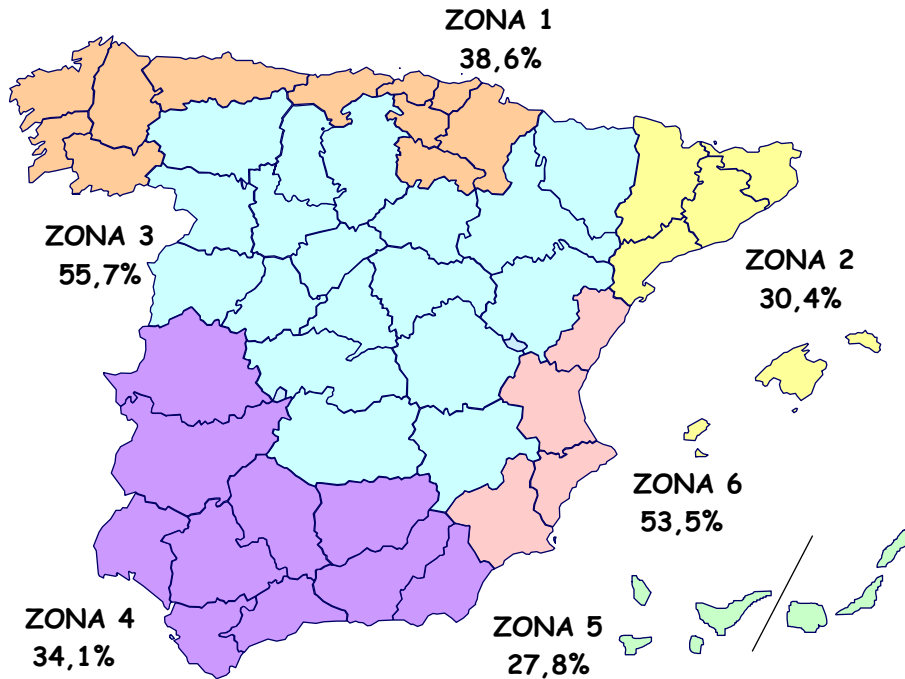 ZONA 1
38,6%
ZONA 3
55,7%
ZONA 2
30,4%
ZONA 6
53,5%
ZONA 4
34,1%
ZONA 5
27,8%